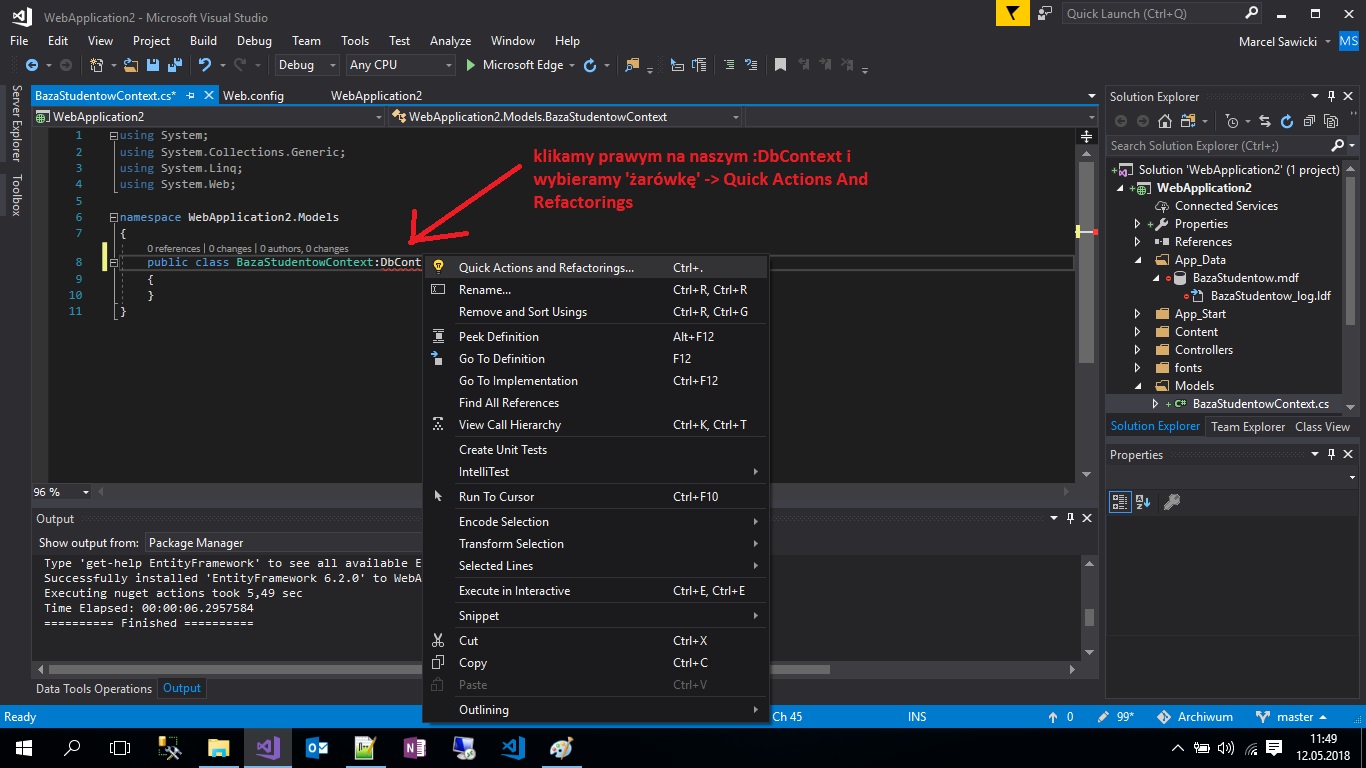 WebApplication2 - Microsoft Visual Studio
Quick Launch (Ctrl+Q)
File Edit View Project Build Debug Team Tools Test Analyze Window Help
Marcel Sawicki MS
Debug Any CPU Microsoft Edge
Server Explorer
Toolbox
BazaStudentowContext.cs* Web.config WebApplication2
WebApplication2 WebApplication2.Models.BazaStudentowContext
1 using System;
2 using System.Collections.Generic;
3 using System.Linq;
4 using System.Web;
5
6 namespace WebApplication2.Models
7 {
0 references | 0 changes | 0 authors, 0 changes
8 public class BazaStudentowContext:DbCont
9 {
10 }
11 }
klikamy prawym na naszym :DbContext i
wybieramy 'żarówkę' -> Quick Actions And
Refactorings
Quick Actions and Refactorings... Ctrl+.
Rename... Ctrl+R, Ctrl+R
Remove and Sort Usings Ctrl+R, Ctrl+G
Peek Definition Alt+F12
Go To Definition F12
Go To Implementation Ctrl+F12
Find All References
View Call Hierarchy Ctrl+K, Ctrl+T
Create Unit Tests
IntelliTest
Run To Cursor Ctrl+F10
Encode Selection
Transform Selection
Selected Lines
Execute in Interactive Ctrl+E, Ctrl+E
Snippet
Cut Ctrl+X
Copy Ctrl+C
Paste Ctrl+V
Outlining
96 %
Output
Show output from: Package Manager
Type 'get-help EntityFramework' to see all available E
Successfully installed 'EntityFramework 6.2.0' to WebA
Executing nuget actions took 5,49 sec
Time Elapsed: 00:00:06.2957584
========== Finished ==========
Data Tools Operations Output
Solution Explorer
Search Solution Explorer (Ctrl+;)
Solution 'WebApplication2' (1 project)
WebApplication2
Connected Services
Properties
References
App_Data
BazaStudentow.mdf
BazaStudentow_log.ldf
App_Start
Content
Controllers
fonts
Models
C# BazaStudentowContext.cs
Solution Explorer Team Explorer Class View
Properties
Ready Ch 45 INS 0 99* Archiwum master
11:49
12.05.2018